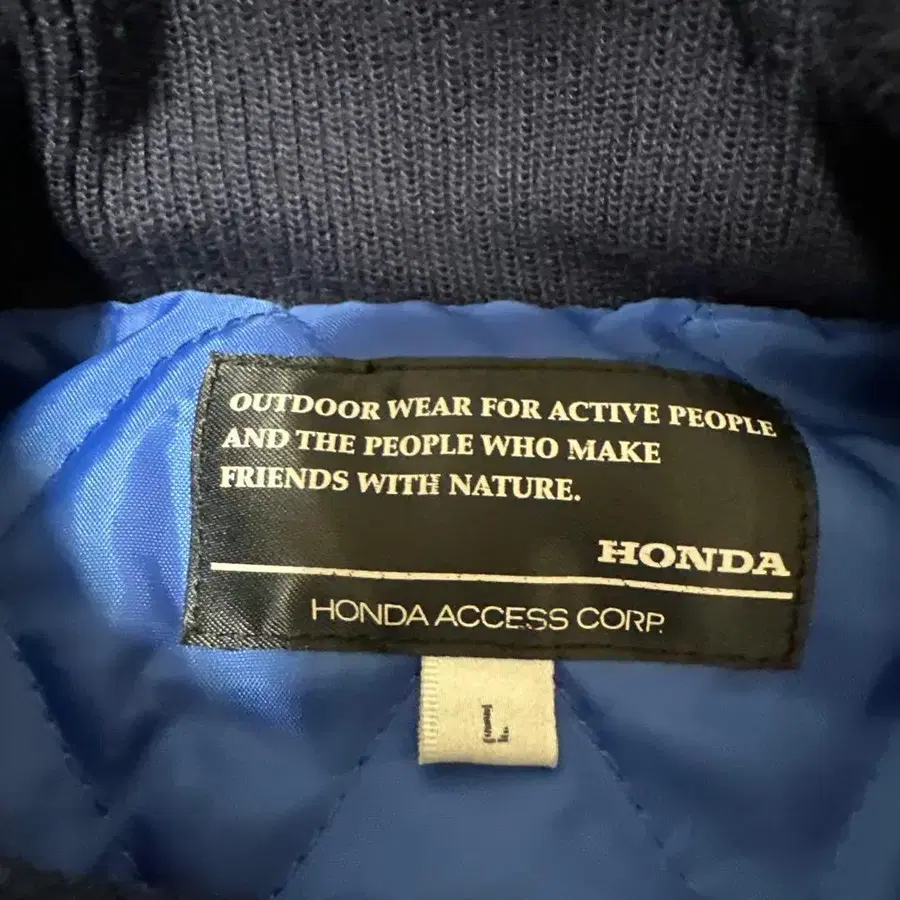 OUTDOOR WEAR FOR ACTIVE PEOPLE
AND THE PEOPLE WHO MAKE
FRIENDS WITH NATURE.
HONDA
HONDA ACCESS CORP.
L